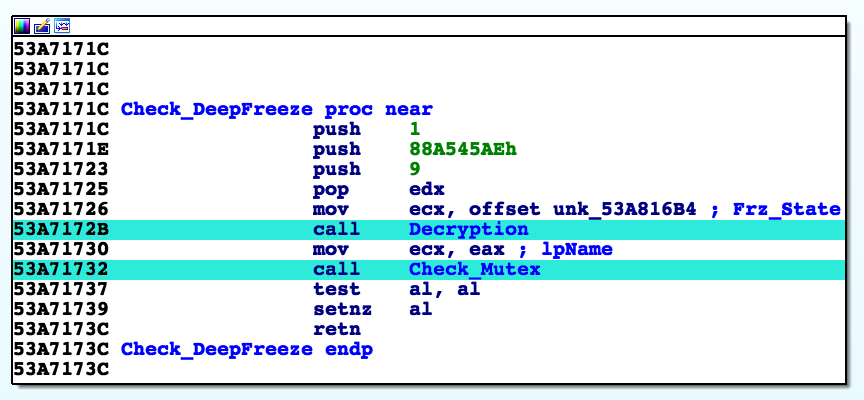 53A7171C
53A7171C
53A7171C
53A7171C Check_DeepFreeze proc near
53A7171C push 1
53A7171E push 88A545AEh
53A71723 push 9
53A71725 pop edx
53A71726 mov ecx, offset unk_53A816B4 ; Frz_State
53A7172B call Decryption
53A71730 mov ecx, eax ; lpName
53A71732 call Check_Mutex
53A71737 test al, al
53A71739 setnz al
53A7173C retn
53A7173C Check_DeepFreeze endp
53A7173C